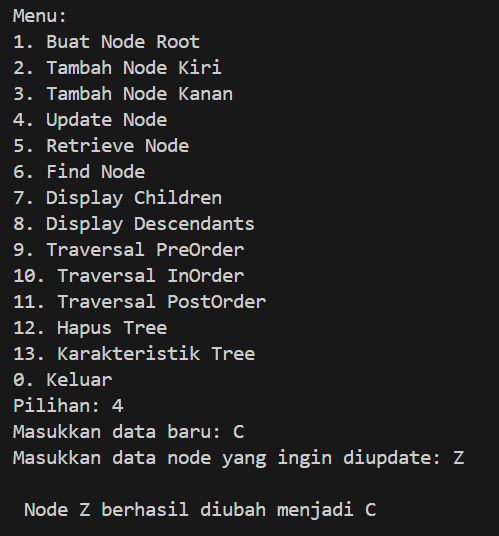 Menu:
1. Buat Node Root
2. Tambah Node Kiri
3. Tambah Node Kanan
4. Update Node
5. Retrieve Node
6. Find Node
7. Display Children
8. Display Descendants
9. Traversal PreOrder
10. Traversal InOrder
11. Traversal PostOrder
12. Hapus Tree
13. Karakteristik Tree
0. Keluar
Pilihan: 4
Masukkan data baru: C
Masukkan data node yang ingin diupdate: Z
Node Z berhasil diubah menjadi C